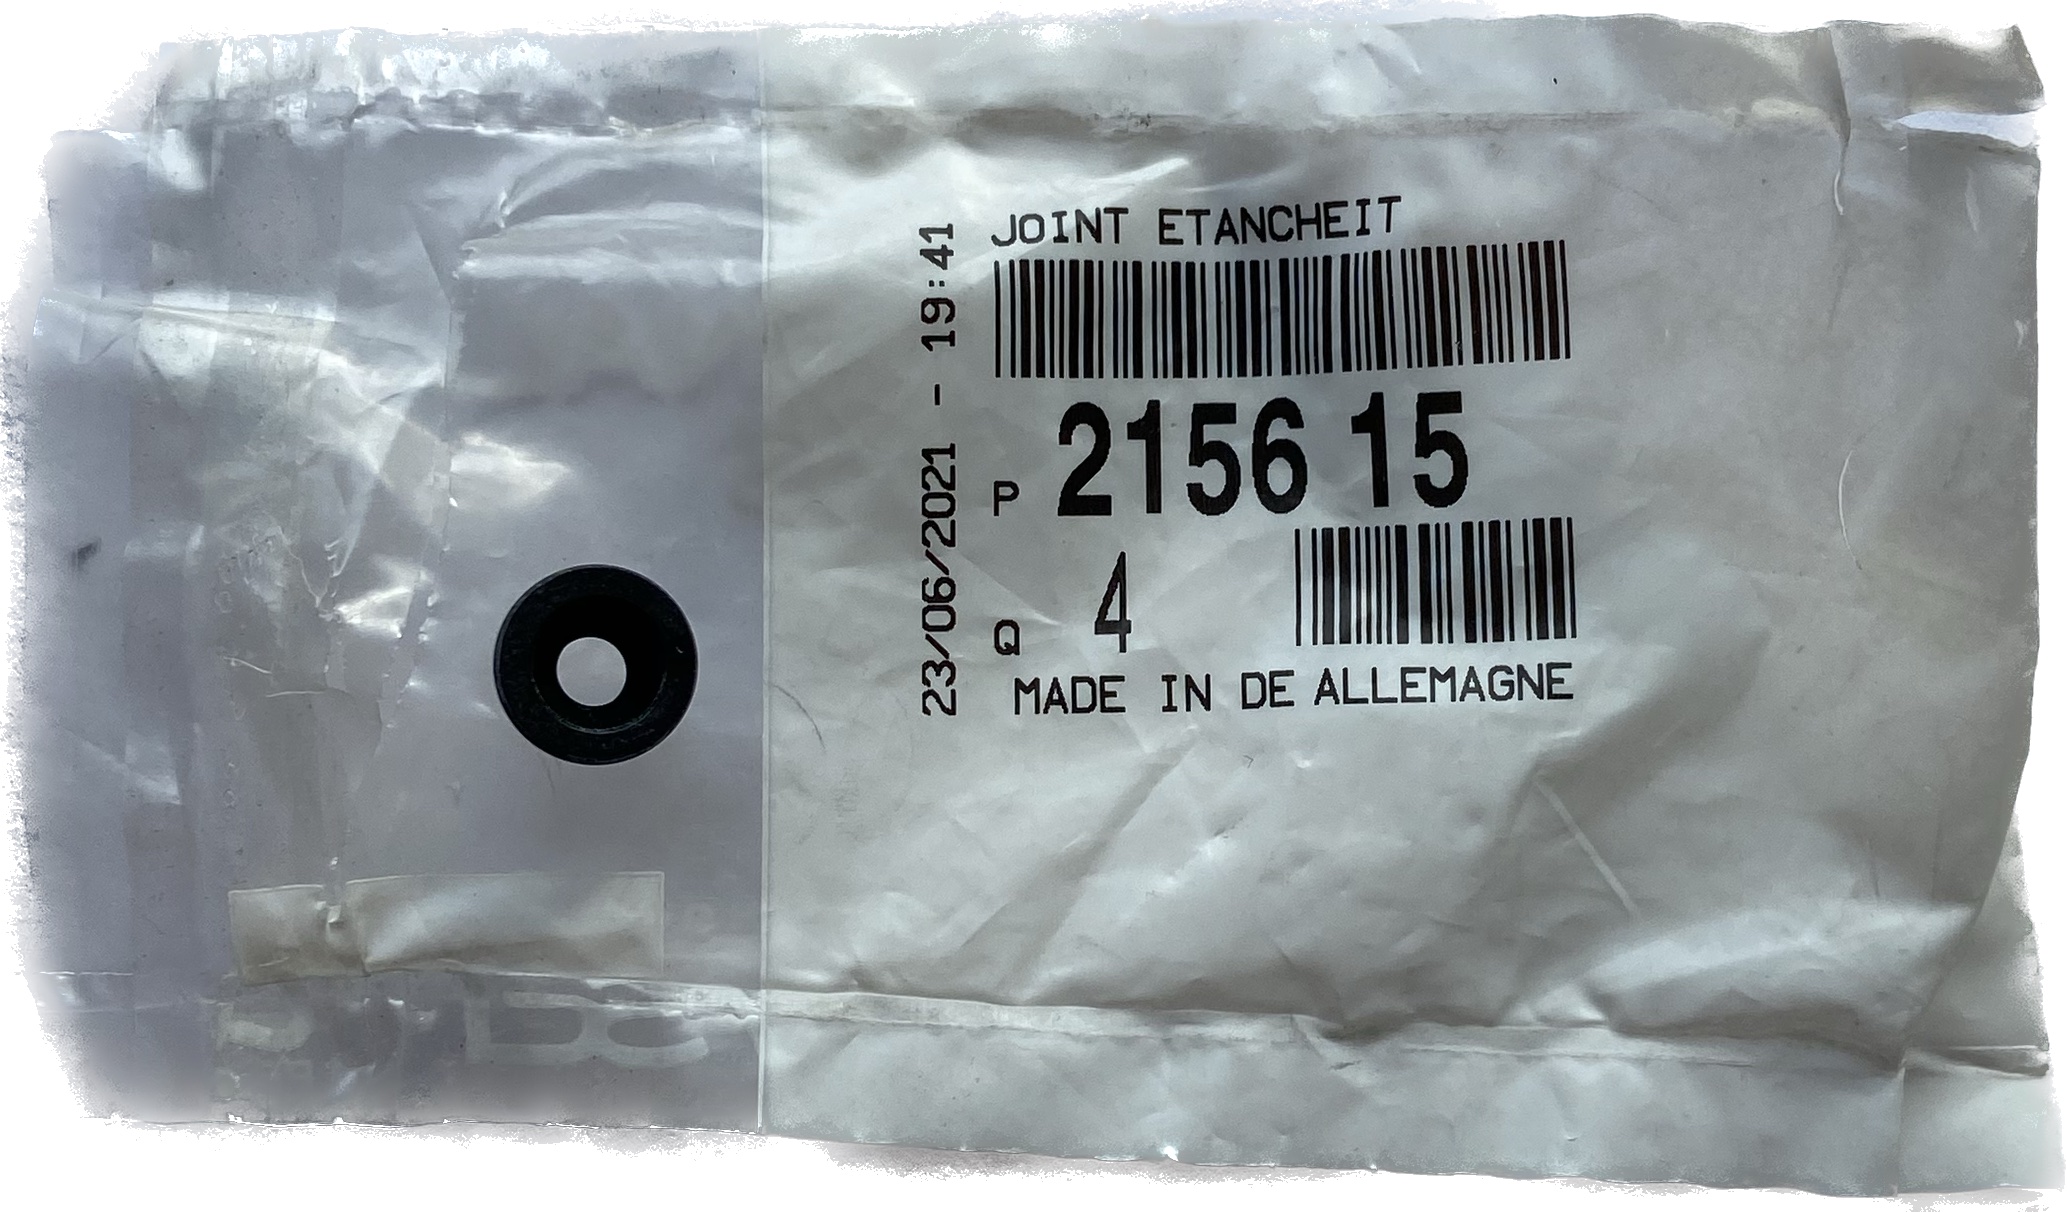 JOINT ETANCHEIT
P 2156 15
Q 4
MADE IN DE ALLEMAGNE
23/06/2021 - 19:41